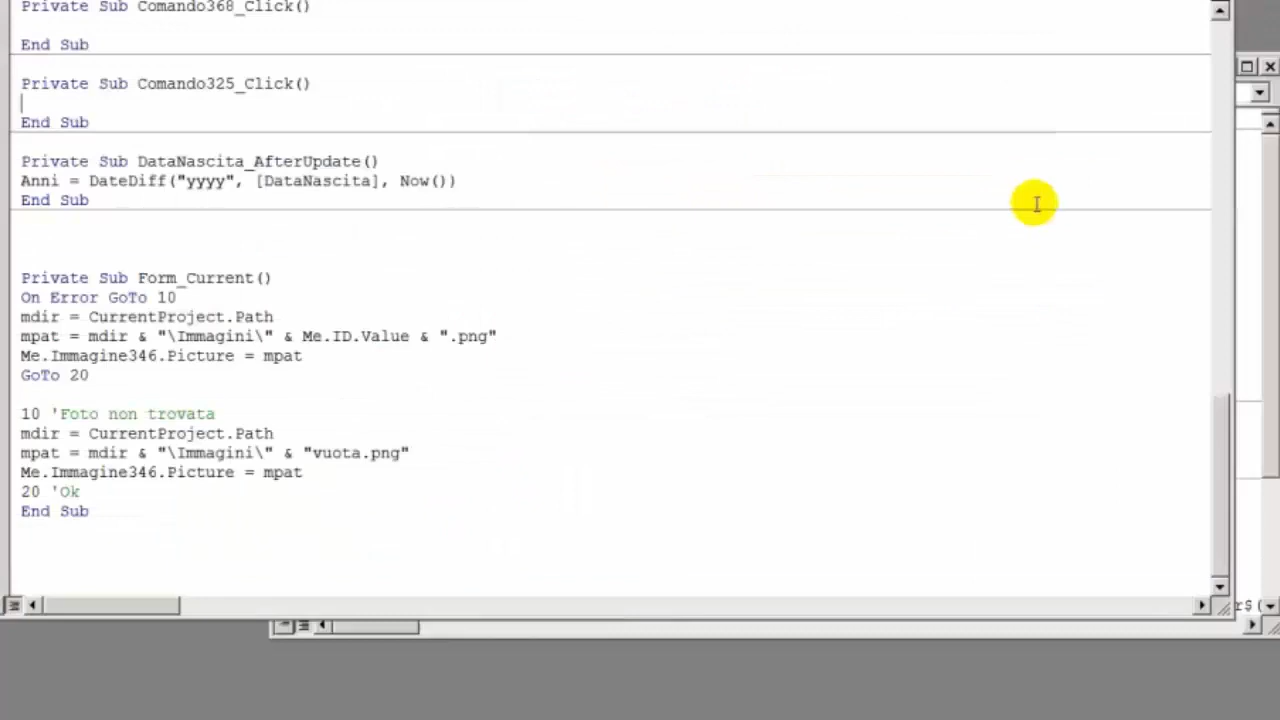 Private Sub Comando368_Click()
End Sub
Private Sub Comando325_Click()
End Sub
Private Sub DataNascita_AfterUpdate()
Anni = DateDiff("yyyy", [DataNascita], Now())
End Sub
Private Sub Form_Current()
On Error GoTo 10
mdir = CurrentProject.Path
mpat = mdir & "\Immagini\" & Me.ID.Value & ".png"
Me.Immagine346.Picture = mpat
GoTo 20
10 'Foto non trovata
mdir = CurrentProject.Path
mpat = mdir & "\Immagini\" & "vuota.png"
Me.Immagine346.Picture = mpat
20 'Ok
End Sub
r$(